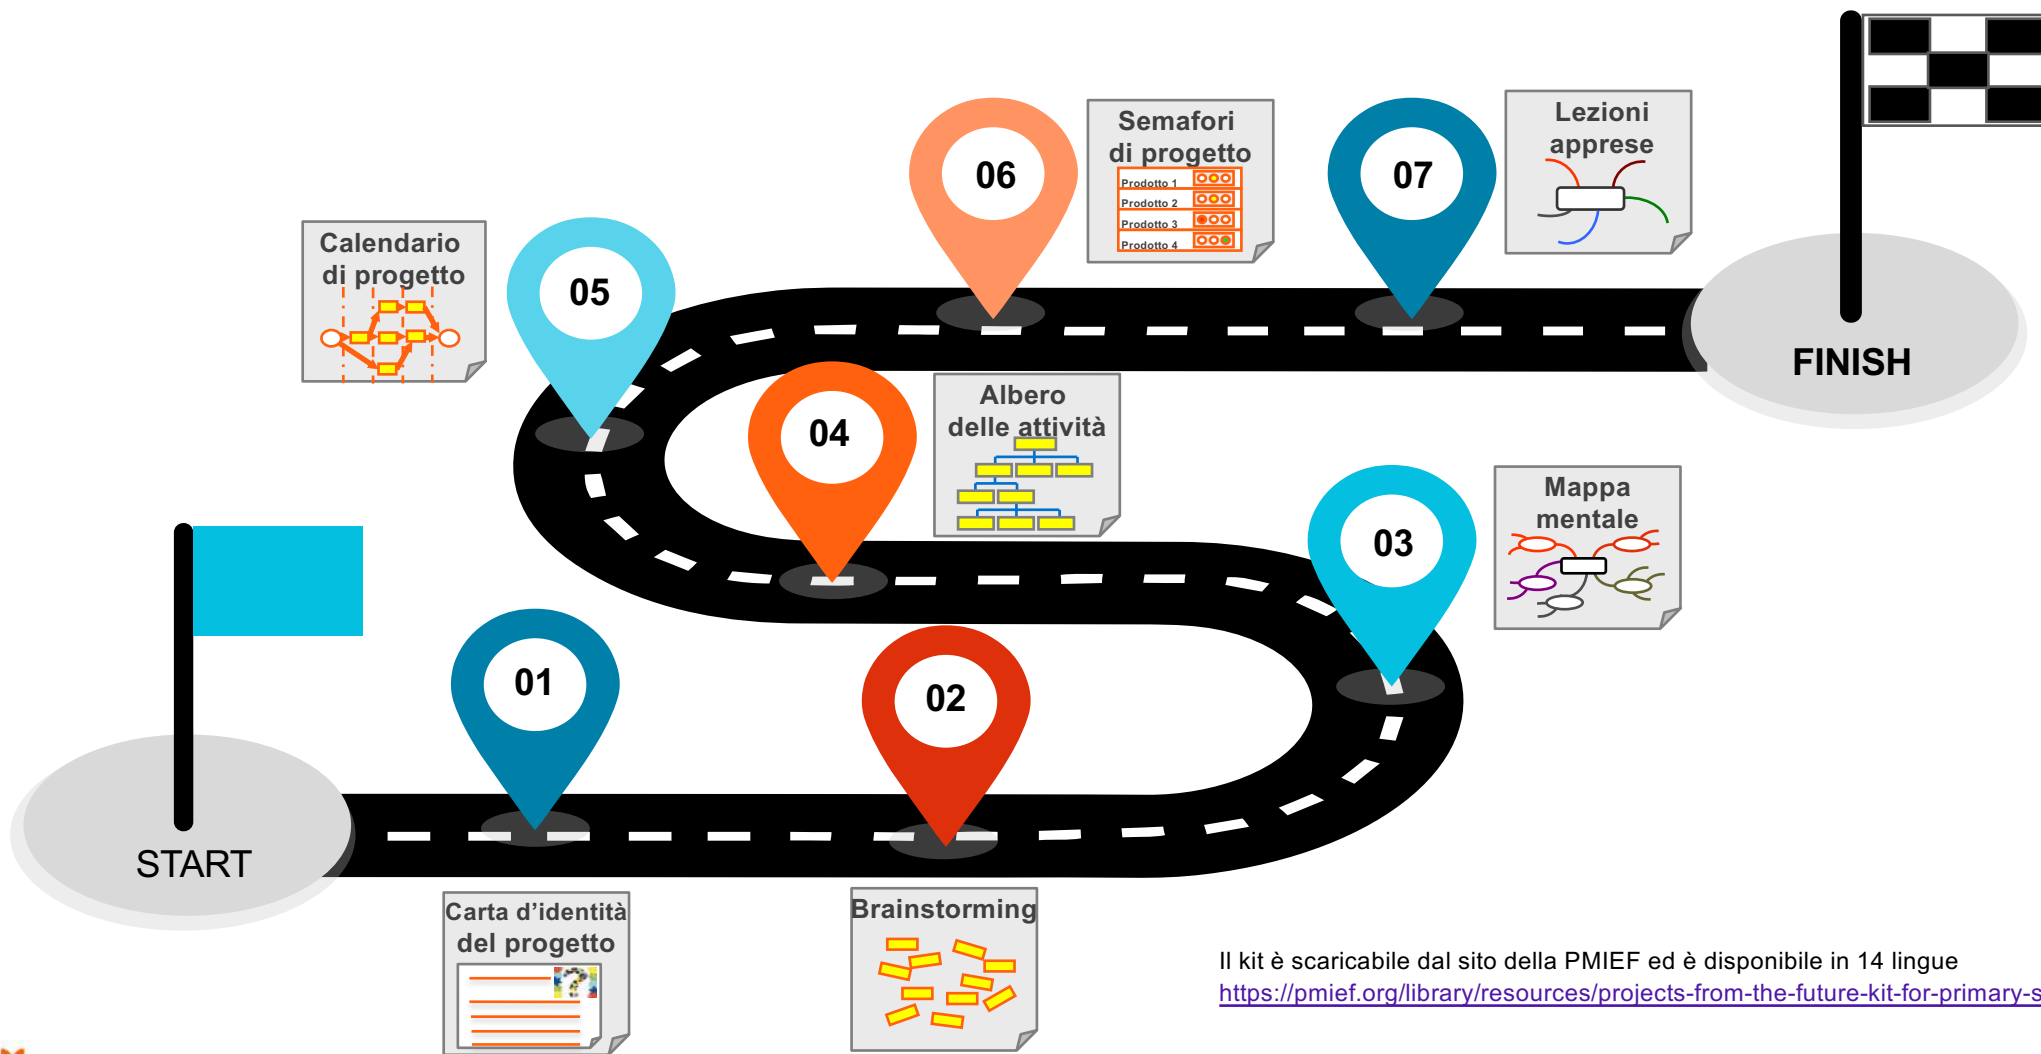 06
Semafori
di progetto
Prodotto 1
Prodotto 2
Prodotto 3
Prodotto 4
07
Lezioni
apprese
Calendario
di progetto
05
FINISH
04
Albero
delle attività
03
Mappa
mentale
01
02
START
Carta d’identità
del progetto
?
Brainstorming
Il kit è scaricabile dal sito della PMIEF ed è disponibile in 14 lingue
https://pmief.org/library/resources/projects-from-the-future-kit-for-primary-s